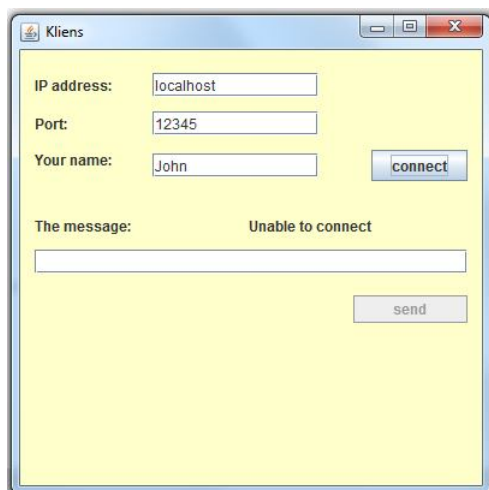 Kliens
IP address: localhost
Port: 12345
Your name: John connect
The message: Unable to connect
send